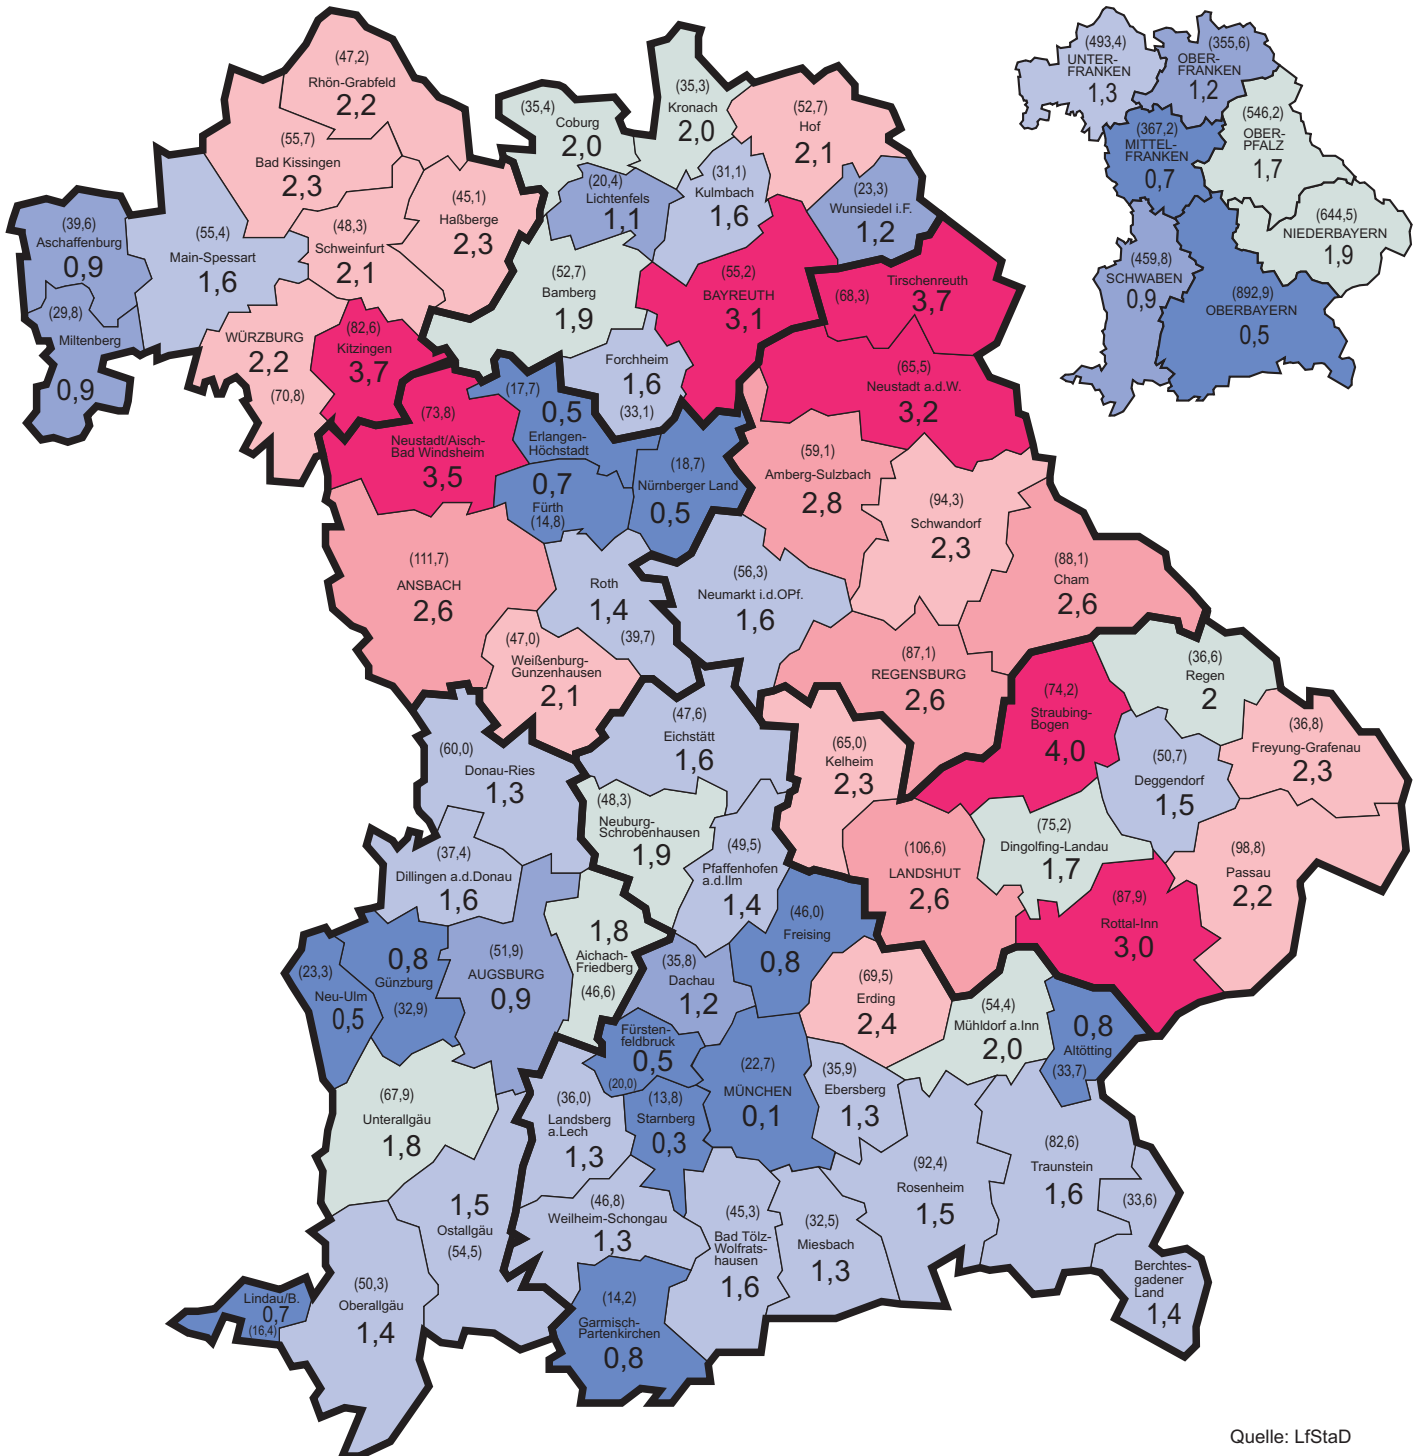 (47,2)
Rhön-Grabfeld
2,2
(55,7)
Bad Kissingen
2,3
(45,1)
Haßberge
2,3
(48,3)
Schweinfurt
2,1
(39,6)
Aschaffenburg
0,9
(29,8)
Miltenberg
0,9
(55,4)
Main-Spessart
1,6
WÜRZBURG
2,2
(70,8)
(82,6)
Kitzingen
3,7
(35,4)
Coburg
2,0
(35,3)
Kronach
2,0
(52,7)
Hof
2,1
(20,4)
Lichtenfels
1,1
(31,1)
Kulmbach
1,6
(23,3)
Wunsiedel i.F.
1,2
(52,7)
Bamberg
1,9
(55,2)
BAYREUTH
3,1
Forchheim
1,6
(33,1)
(68,3)
Tirschenreuth
3,7
(65,5)
Neustadt a.d.W.
3,2
(59,1)
Amberg-Sulzbach
2,8
(94,3)
Schwandorf
2,3
(88,1)
Cham
2,6
(56,3)
Neumarkt i.d.OPf.
1,6
(87,1)
REGENSBURG
2,6
(73,8)
Neustadt/Aisch-
Bad Windsheim
3,5
(17,7)
0,5
Erlangen-
Höchstadt
0,7
Fürth
(14,8)
(18,7)
Nürnberger Land
0,5
(111,7)
ANSBACH
2,6
Roth
1,4
(39,7)
(47,0)
Weißenburg-
Gunzenhausen
2,1
(36,6)
Regen
2
(74,2)
Straubing-
Bogen
4,0
(50,7)
Deggendorf
1,5
(36,8)
Freyung-Grafenau
2,3
(65,0)
Kelheim
2,3
(75,2)
Dingolfing-Landau
1,7
(106,6)
LANDSHUT
2,6
(98,8)
Passau
2,2
(87,9)
Rottal-Inn
3,0
(60,0)
Donau-Ries
1,3
(37,4)
Dillingen a.d.Donau
1,6
(23,3)
Neu-Ulm
0,5
0,8
Günzburg
(32,9)
(51,9)
AUGSBURG
0,9
1,8
Aichach-
Friedberg
(46,6)
(67,9)
Unterallgäu
1,8
1,5
Ostallgäu
(54,5)
(50,3)
Oberallgäu
1,4
Lindau/B.
0,7
(16,4)
(47,6)
Eichstätt
1,6
(48,3)
Neuburg-
Schrobenhausen
1,9
(49,5)
Pfaffenhofen
a.d.Ilm
1,4
(46,0)
Freising
0,8
(35,8)
Dachau
1,2
(69,5)
Erding
2,4
(54,4)
Mühldorf a.Inn
2,0
0,8
Altötting
(33,7)
Fürsten-
feldbruck
0,5
(20,0)
(22,7)
MÜNCHEN
0,1
(35,9)
Ebersberg
1,3
(36,0)
Landsberg
a.Lech
1,3
(13,8)
Starnberg
0,3
(46,8)
Weilheim-Schongau
1,3
(45,3)
Bad Tölz-
Wolfrats-
hausen
1,6
(32,5)
Miesbach
1,3
(92,4)
Rosenheim
1,5
(82,6)
Traunstein
1,6
(33,6)
Berchtes-
gadener
Land
1,4
(14,2)
Garmisch-
Partenkirchen
0,8
(493,4)
UNTER-
FRANKEN
1,3
(355,6)
OBER-
FRANKEN
1,2
(546,2)
OBER-
PFALZ
1,7
(367,2)
MITTEL-
FRANKEN
0,7
(644,5)
NIEDERBAYERN
1,9
(459,8)
SCHWABEN
0,9
(892,9)
OBERBAYERN
0,5
Quelle: LfStaD